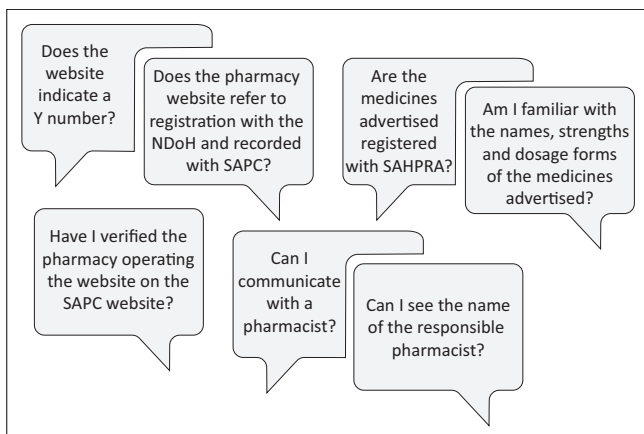 Does the
website
indicate a
Y number?
Does the pharmacy
website refer to
registration with the
NDoH and recorded
with SAPC?
Are the
medicines
advertised
registered
with SAHPRA?
Am I familiar with
the names, strengths
and dosage forms
of the medicines
advertised?
Have I verified the
pharmacy operating
the website on the
SAPC website?
Can I
communicate
with a
pharmacist?
Can I see the name
of the responsible
pharmacist?